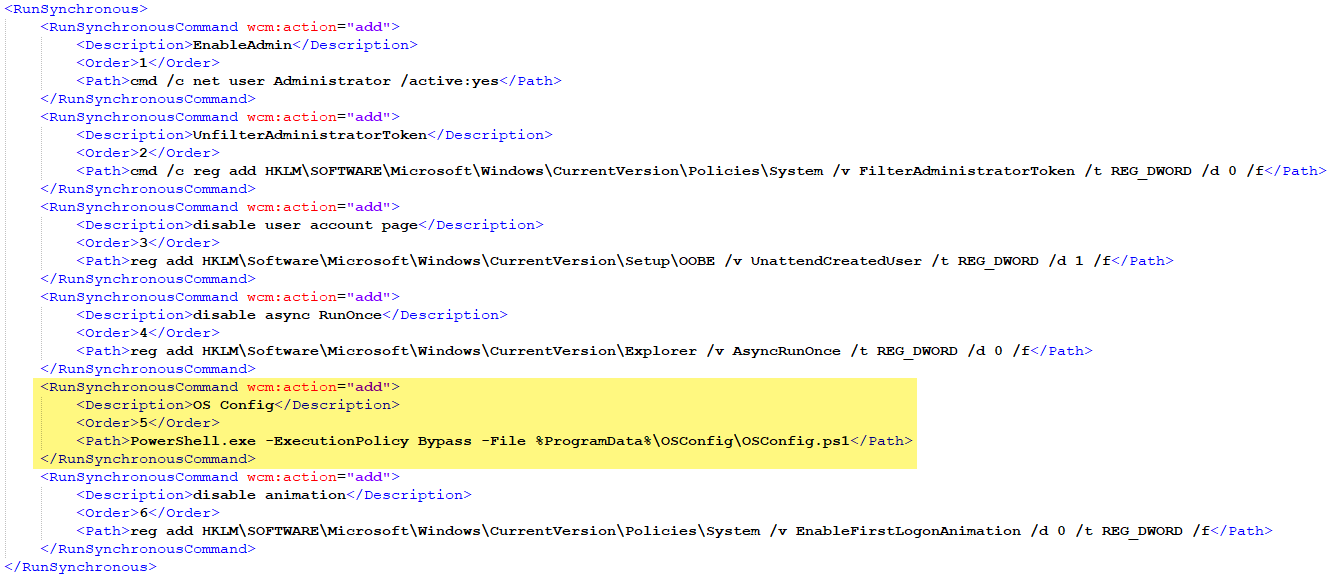 <RunSynchronous>
<RunSynchronousCommand wcm:action="add">
<Description>EnableAdmin</Description>
<Order>1</Order>
<Path>cmd /c net user Administrator /active:yes</Path>
</RunSynchronousCommand>
<RunSynchronousCommand wcm:action="add">
<Description>UnfilterAdministratorToken</Description>
<Order>2</Order>
<Path>cmd /c reg add HKLM\SOFTWARE\Microsoft\Windows\CurrentVersion\Policies\System /v FilterAdministratorToken /t REG_DWORD /d 0 /f</Path>
</RunSynchronousCommand>
<RunSynchronousCommand wcm:action="add">
<Description>disable user account page</Description>
<Order>3</Order>
<Path>reg add HKLM\Software\Microsoft\Windows\CurrentVersion\Setup\OOBE /v UnattendCreatedUser /t REG_DWORD /d 1 /f</Path>
</RunSynchronousCommand>
<RunSynchronousCommand wcm:action="add">
<Description>disable async RunOnce</Description>
<Order>4</Order>
<Path>reg add HKLM\Software\Microsoft\Windows\CurrentVersion\Explorer /v AsyncRunOnce /t REG_DWORD /d 0 /f</Path>
</RunSynchronousCommand>
<RunSynchronousCommand wcm:action="add">
<Description>OS Config</Description>
<Order>5</Order>
<Path>PowerShell.exe -ExecutionPolicy Bypass -File %ProgramData%\OSConfig\OSConfig.ps1</Path>
</RunSynchronousCommand>
<RunSynchronousCommand wcm:action="add">
<Description>disable animation</Description>
<Order>6</Order>
<Path>reg add HKLM\SOFTWARE\Microsoft\Windows\CurrentVersion\Policies\System /v EnableFirstLogonAnimation /d 0 /t REG_DWORD /f</Path>
</RunSynchronousCommand>
</RunSynchronous>